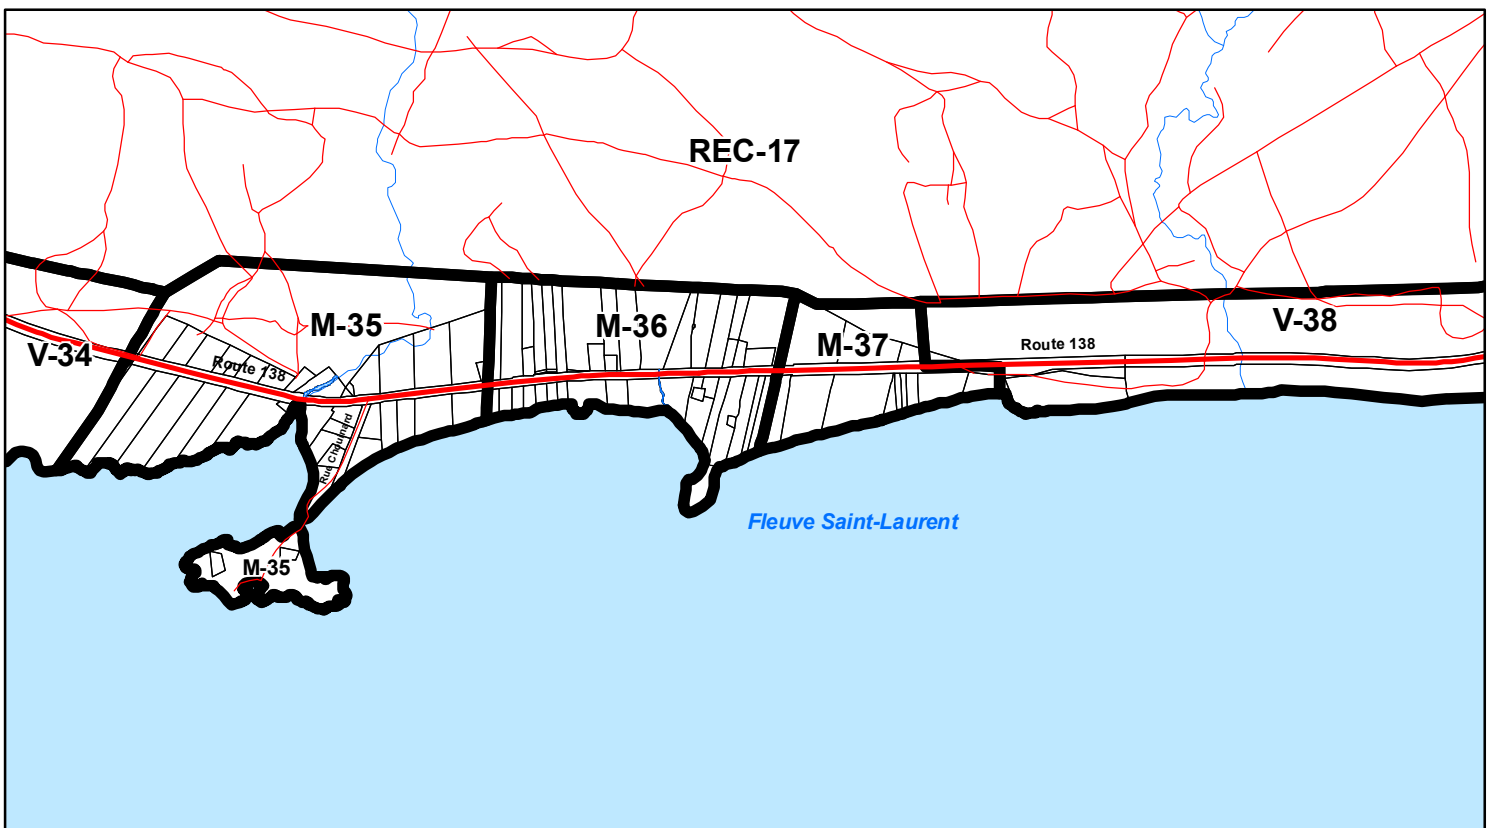 REC-17
M-35
M-36
V-38
M-37
V-34
Route 138
Route 138
Rue Chouinard
Fleuve Saint-Laurent
M-35